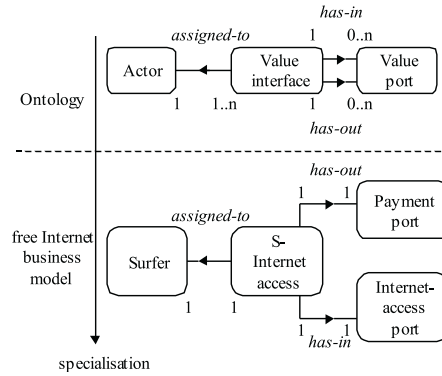 has-in
assigned-to
1
0..n
Actor
Value
interface
Value
port
1
1..n
1
0..n
Ontology
has-out
has-out
assigned-to
1
1
Payment
port
free Internet
business
model
Surfer
S-
Internet
access
Internet-
access
port
1
1
1
1
has-in
specialisation